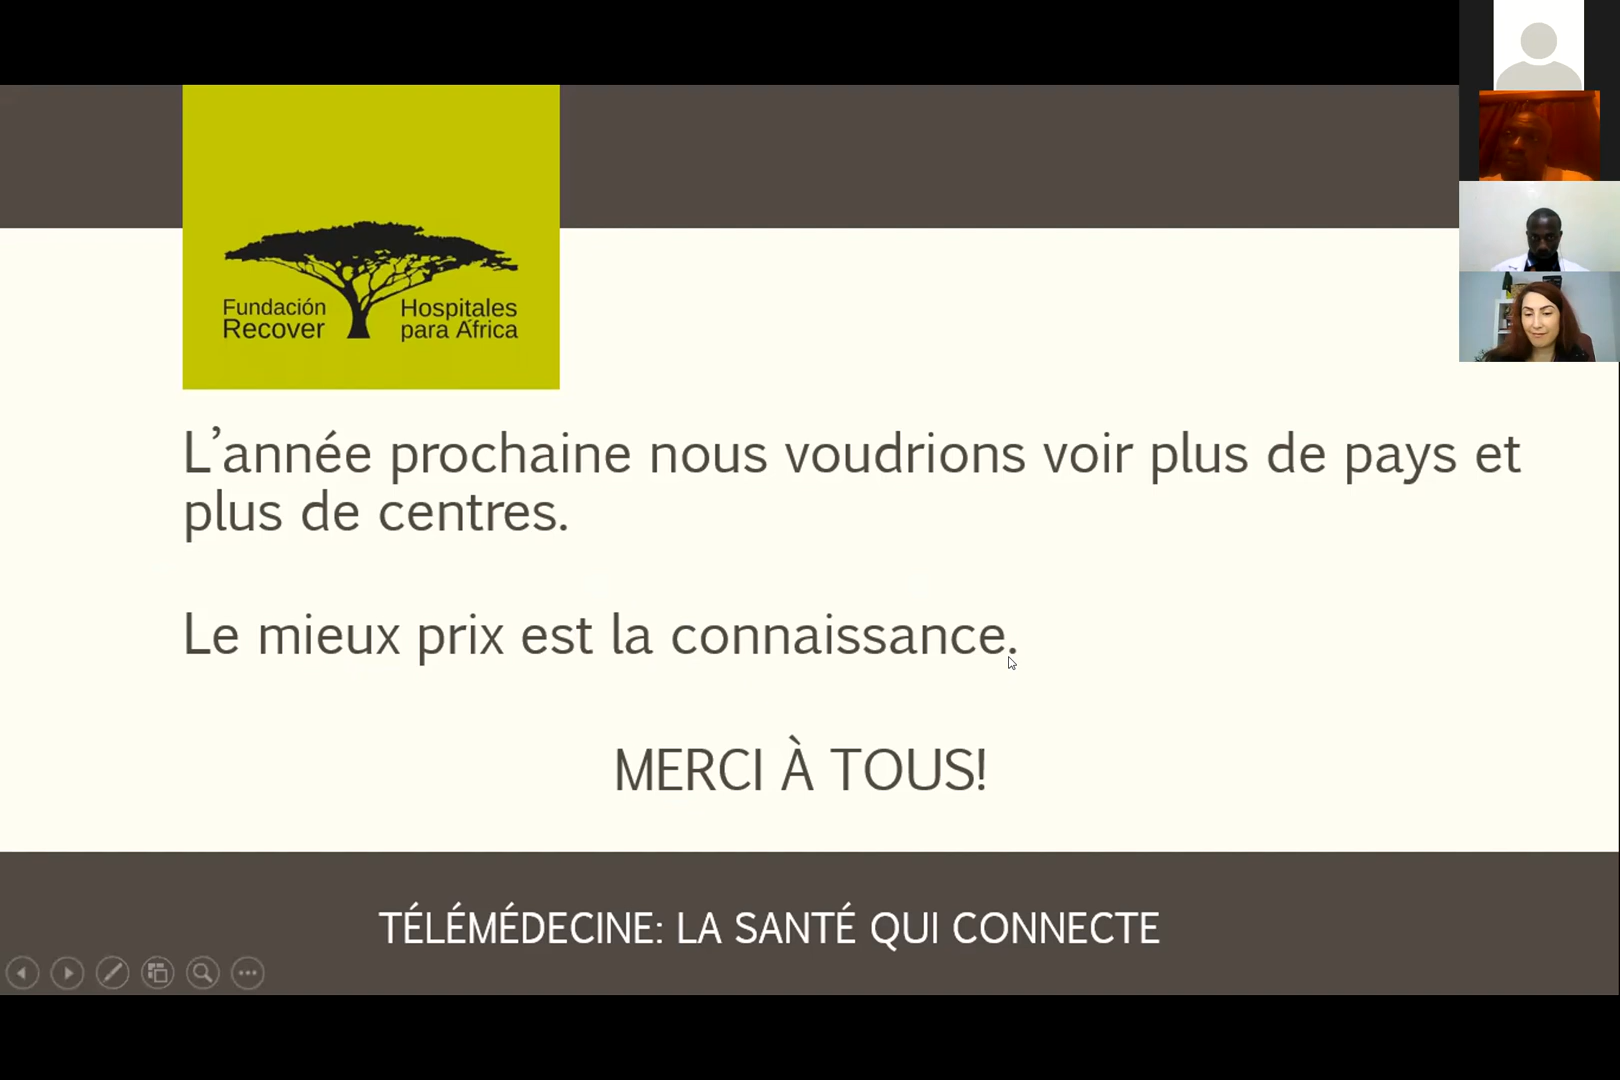 Fundación
Recover
Hospitales
para África
L’année prochaine nous voudrions voir plus de pays et
plus de centres.
Le mieux prix est la connaissance.
MERCI À TOUS!
TÉLÉMÉDECINE: LA SANTÉ QUI CONNECTE